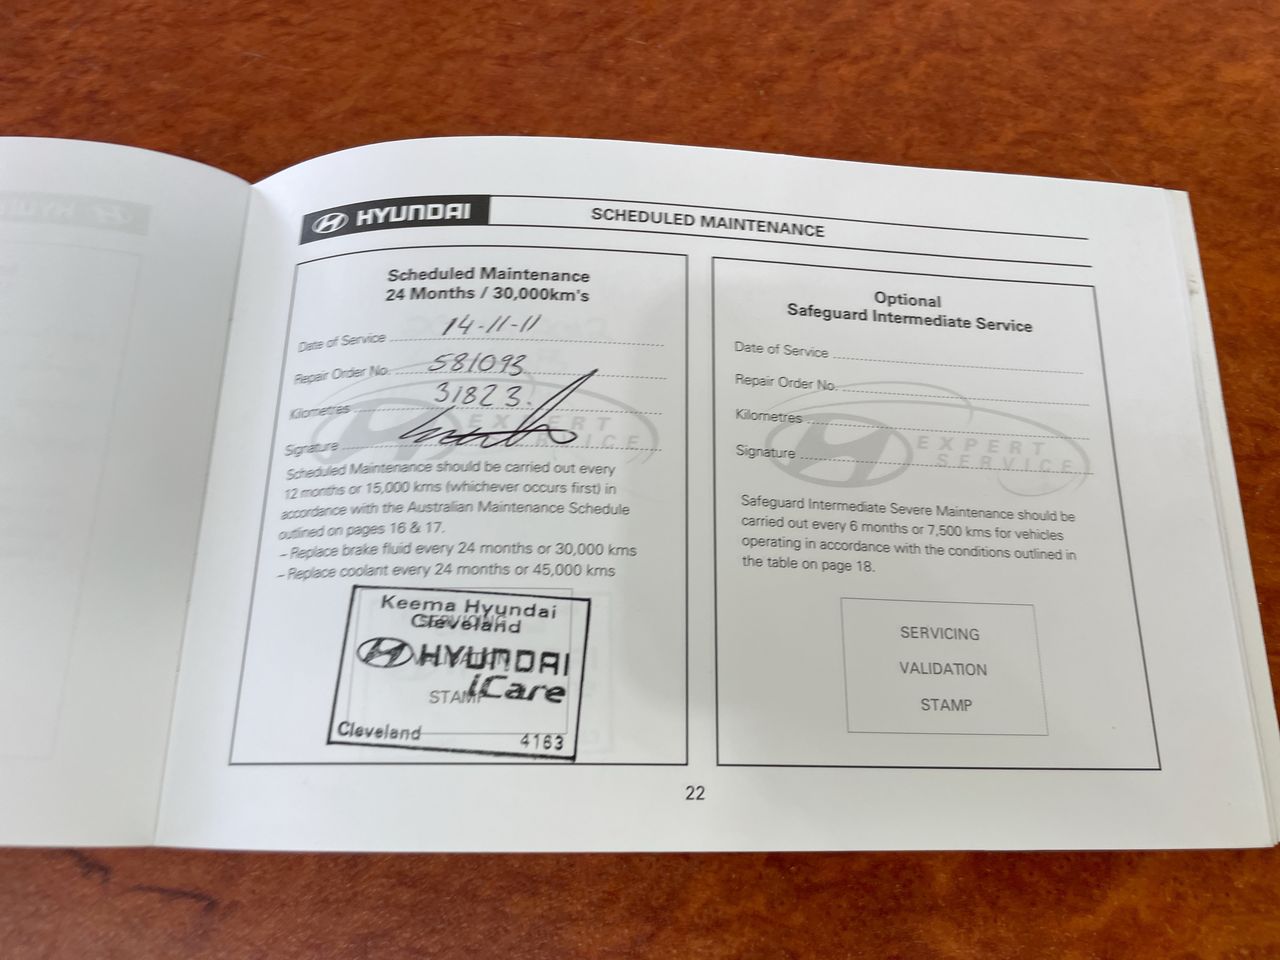 HYUNDAI
SCHEDULED MAINTENANCE
Scheduled Maintenance
24 Months / 30,000km's
Date of Service 14-11-11
Repair Order No. 581093
Kilometres 31823.
Signature
EXPERT
SERVICE
Scheduled Maintenance should be carried out every
12 months or 15,000 kms (whichever occurs first) in
accordance with the Australian Maintenance Schedule
outlined on pages 16 & 17.
– Replace brake fluid every 24 months or 30,000 kms
– Replace coolant every 24 months or 45,000 kms
Keema Hyundai
SERVICING
Cleveland
VALIDATION
HYUNDAI
STAMP
iCare
Cleveland 4163
Optional
Safeguard Intermediate Service
Date of Service
Repair Order No.
Kilometres
Signature
EXPERT
SERVICE
Safeguard Intermediate Severe Maintenance should be
carried out every 6 months or 7,500 kms for vehicles
operating in accordance with the conditions outlined in
the table on page 18.
SERVICING
VALIDATION
STAMP
22